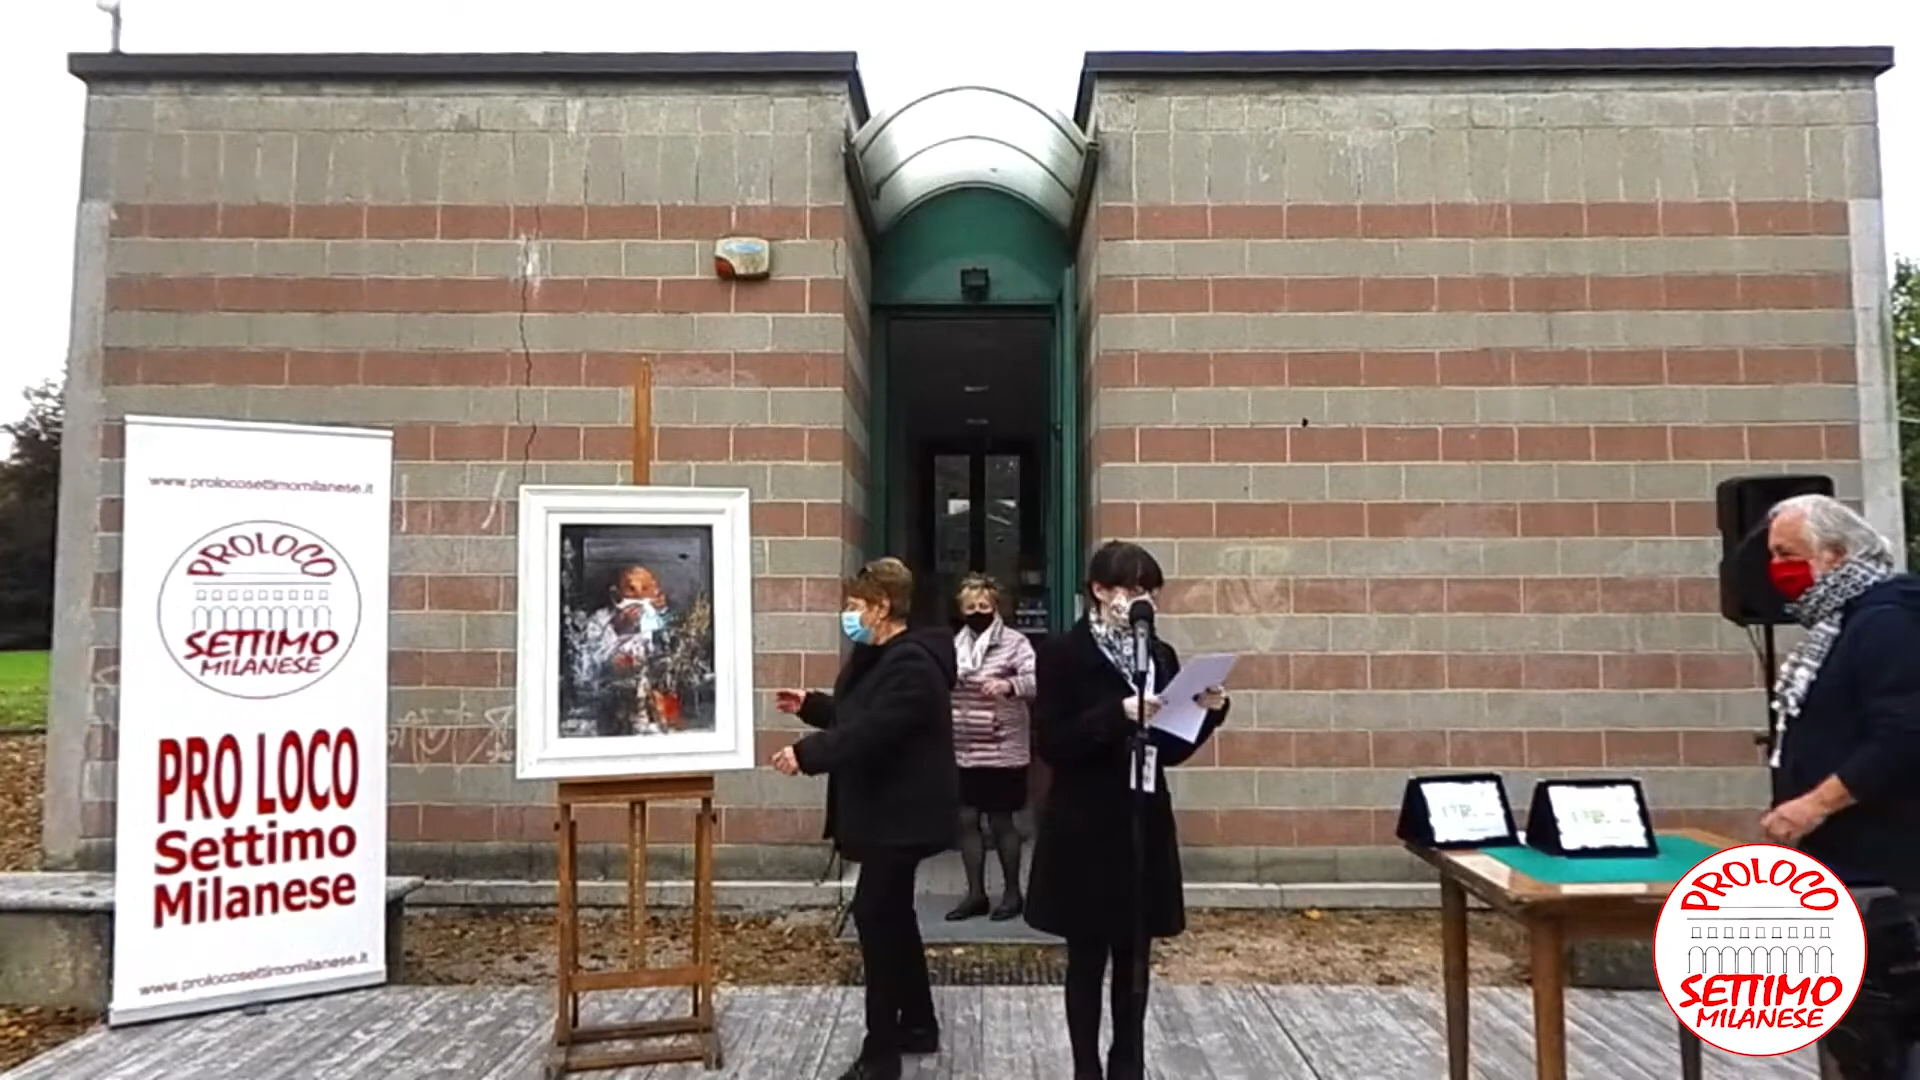 www.prolocosettimomilanese.it
PROLOCO
SETTIMO
MILANESE
PRO LOCO
Settimo
Milanese
www.prolocosettimomilanese.it
PROLOCO
SETTIMO
MILANESE